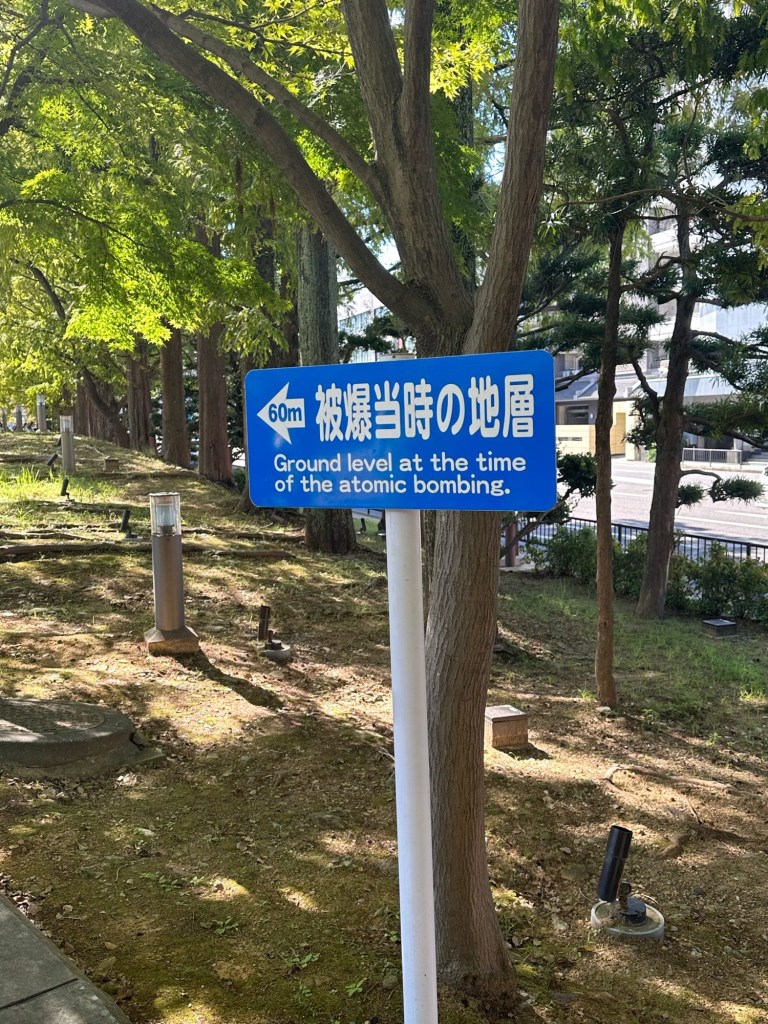 60m
被爆当時の地層
Ground level at the time
of the atomic bombing.